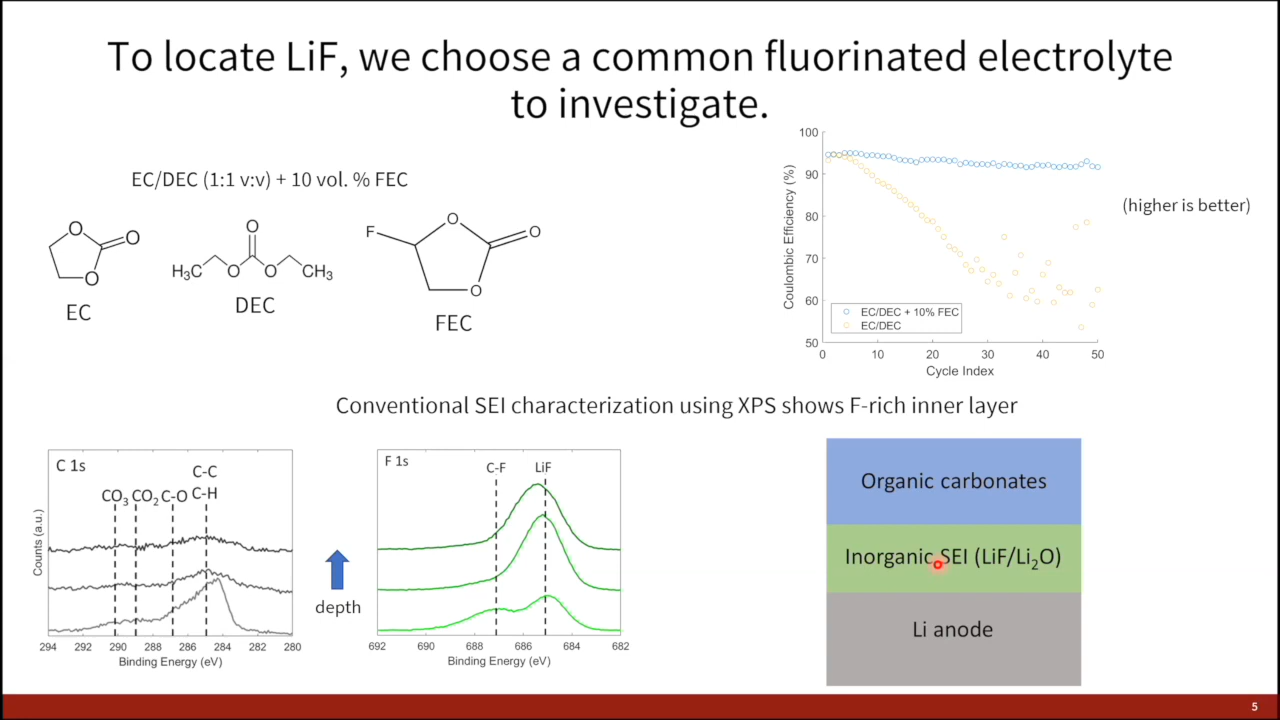 To locate LiF, we choose a common fluorinated electrolyte
to investigate.
EC/DEC (1:1 v:v) + 10 vol. % FEC
O
O
O
EC
O
H₃C
O
O
CH₃
DEC
F
O
O
O
FEC
Coulombic Efficiency (%)
100
90
80
70
60
50
EC/DEC + 10% FEC
EC/DEC
0
10
20
30
40
50
Cycle Index
(higher is better)
Conventional SEI characterization using XPS shows F-rich inner layer
C 1s
C-C
CO₃ CO₂ C-O C-H
Counts (a.u.)
294 292 290 288 286 284 282 280
Binding Energy (eV)
depth
F 1s
C-F
LiF
692 690 688 686 684 682
Binding Energy (eV)
Organic carbonates
Inorganic SEI (LiF/Li₂O)
Li anode
5